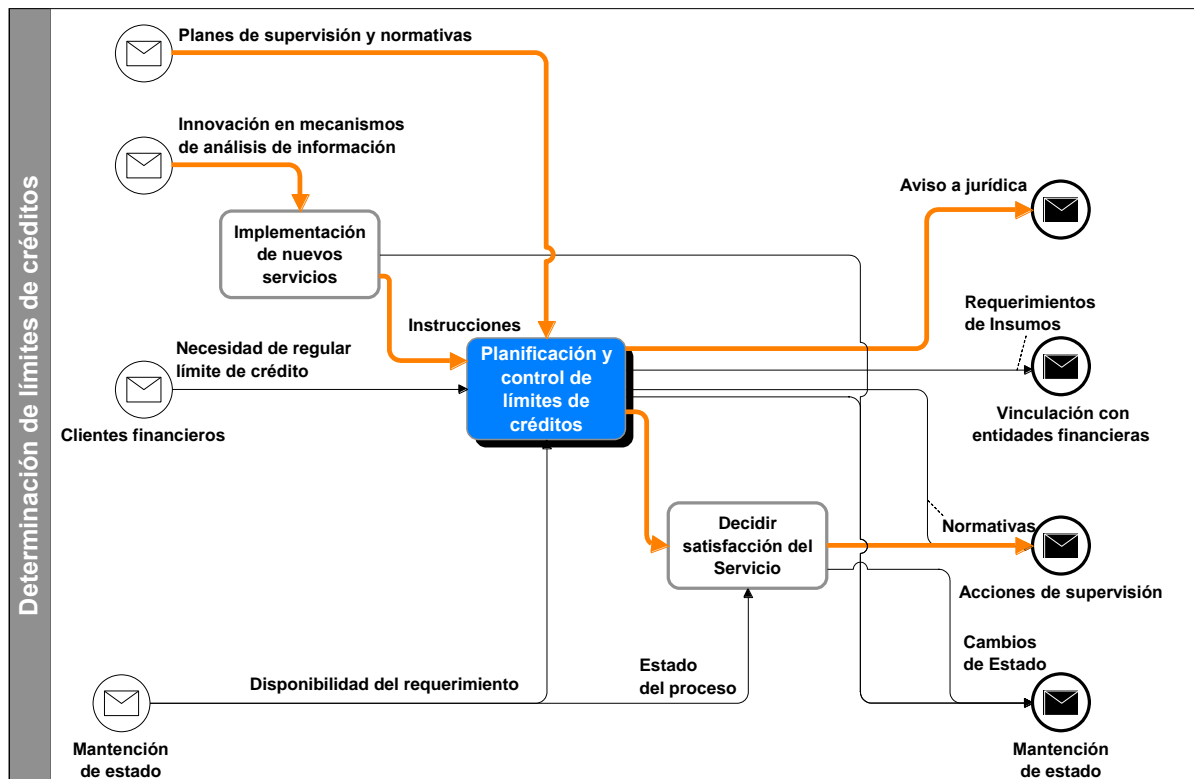 Determinación de límites de créditos
Planes de supervisión y normativas
Innovación en mecanismos
de análisis de información
Implementación
de nuevos
servicios
Aviso a jurídica
Instrucciones
Requerimientos
de Insumos
Necesidad de regular
límite de crédito
Planificación y
control de
límites de
créditos
Clientes financieros
Vinculación con
entidades financieras
Decidir
satisfacción del
Servicio
Normativas
Acciones de supervisión
Cambios
de Estado
Estado
del proceso
Disponibilidad del requerimiento
Mantención
de estado
Mantención
de estado